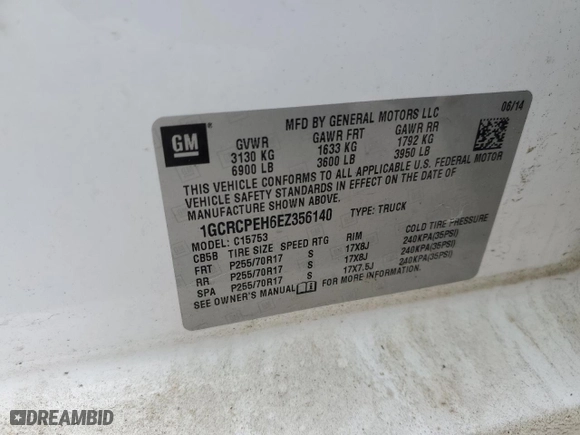 MFD BY GENERAL MOTORS LLC 06/14
GM GVWR GAWR FRT GAWR RR
3130 KG 1633 KG 1792 KG
6900 LB 3600 LB 3950 LB
THIS VEHICLE CONFORMS TO ALL APPLICABLE U.S. FEDERAL MOTOR
VEHICLE SAFETY STANDARDS IN EFFECT ON THE DATE OF
MANUFACTURE SHOWN ABOVE.
1GCRCPEH6EZ356140 TYPE: TRUCK
MODEL: C15753
CB5B TIRE SIZE SPEED RTG RIM COLD TIRE PRESSURE
FRT P255/70R17 S 17X8J 240KPA(35PSI)
RR P255/70R17 S 17X8J 240KPA(35PSI)
SPA P255/70R17 S 17X7.5J 240KPA(35PSI)
SEE OWNER'S MANUAL FOR MORE INFORMATION.
DREAMBID